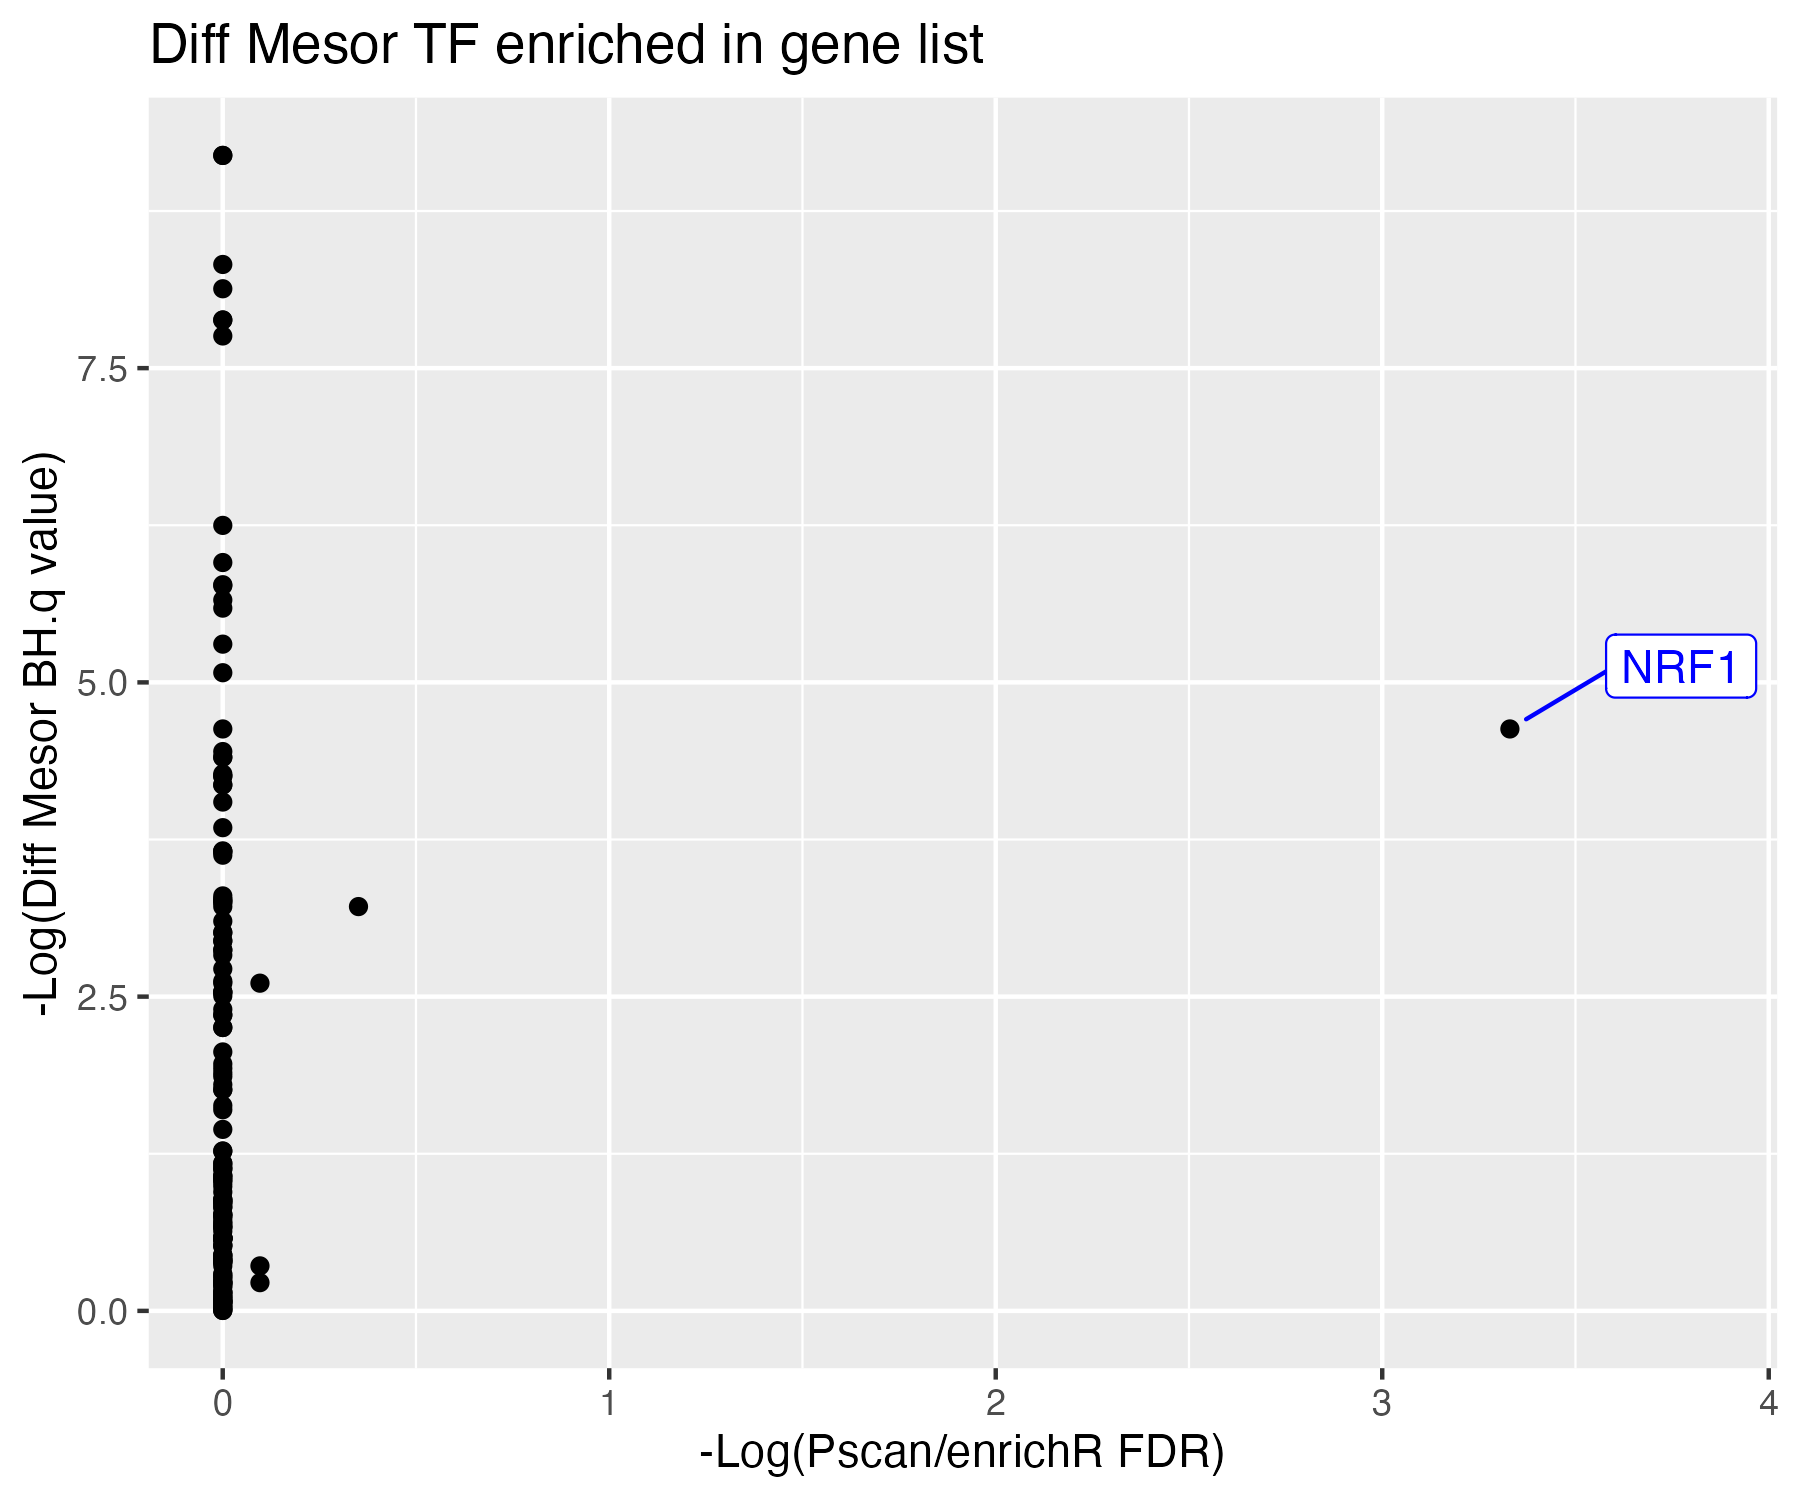 Diff Mesor TF enriched in gene list
-Log(Diff Mesor BH.q value)
7.5
5.0
2.5
0.0
NRF1
0 1 2 3 4
-Log(Pscan/enrichR FDR)